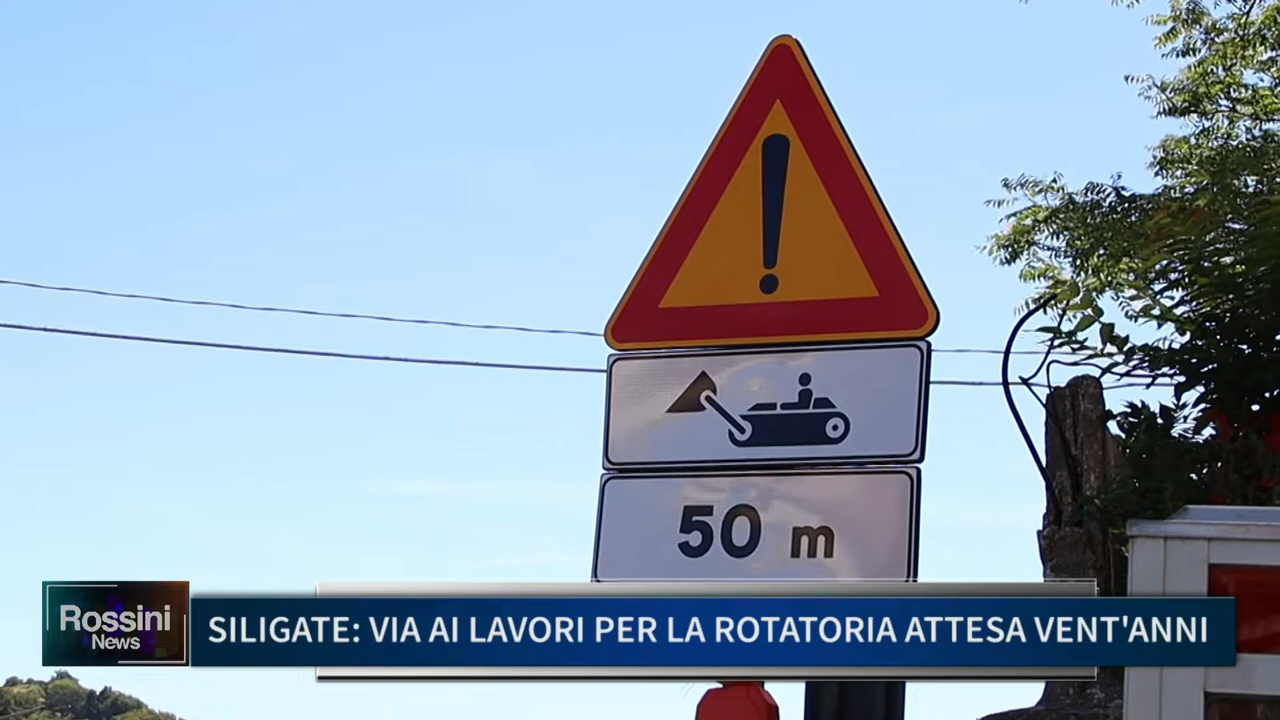 50 m
Rossini
News
SILIGATE: VIA AI LAVORI PER LA ROTATORIA ATTESA VENT'ANNI